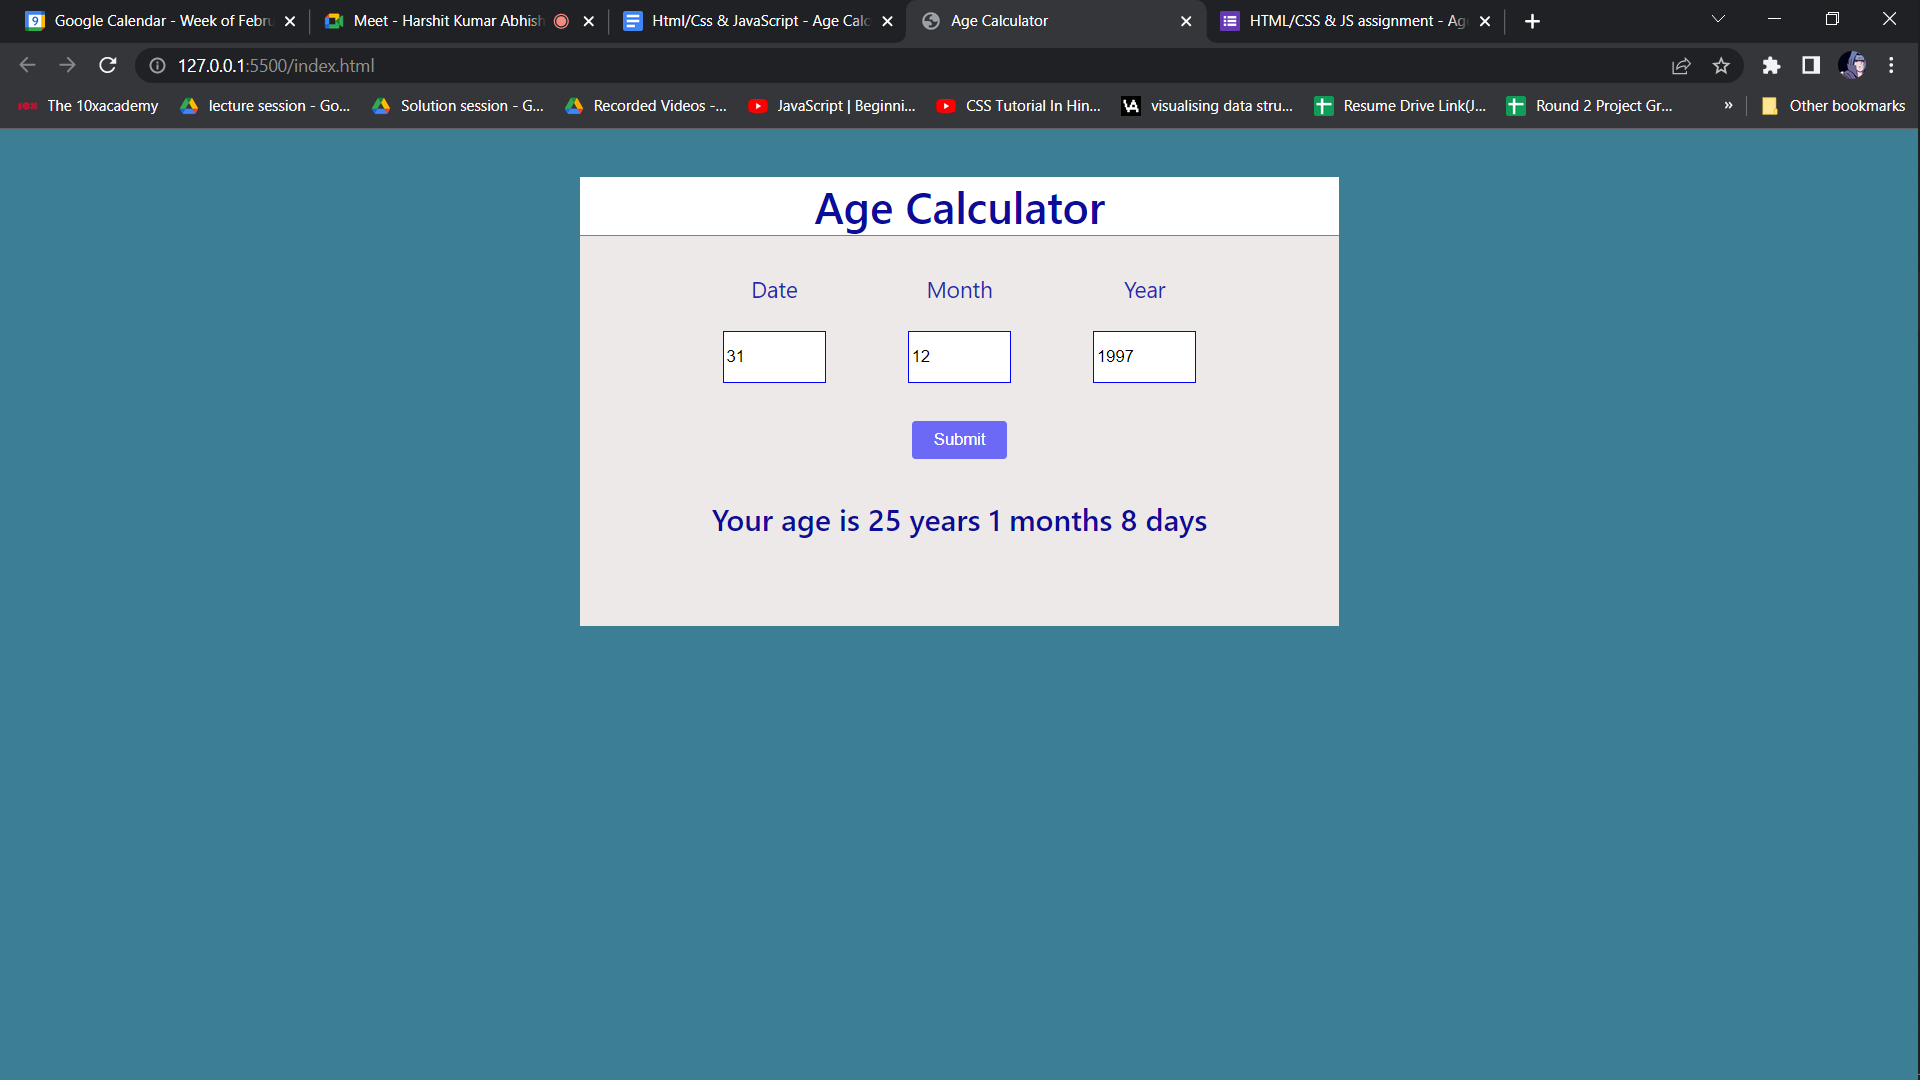 Google Calendar - Week of Febru
Meet - Harshit Kumar Abhish
Html/Css & JavaScript - Age Calc
Age Calculator
HTML/CSS & JS assignment - Ag
127.0.0.1:5500/index.html
The 10xacademy
lecture session - Go...
Solution session - G...
Recorded Videos -...
JavaScript | Beginni...
CSS Tutorial In Hin...
visualising data stru...
Resume Drive Link(J...
Round 2 Project Gr...
»
Other bookmarks
Age Calculator
Date Month Year
31 12 1997
Submit
Your age is 25 years 1 months 8 days